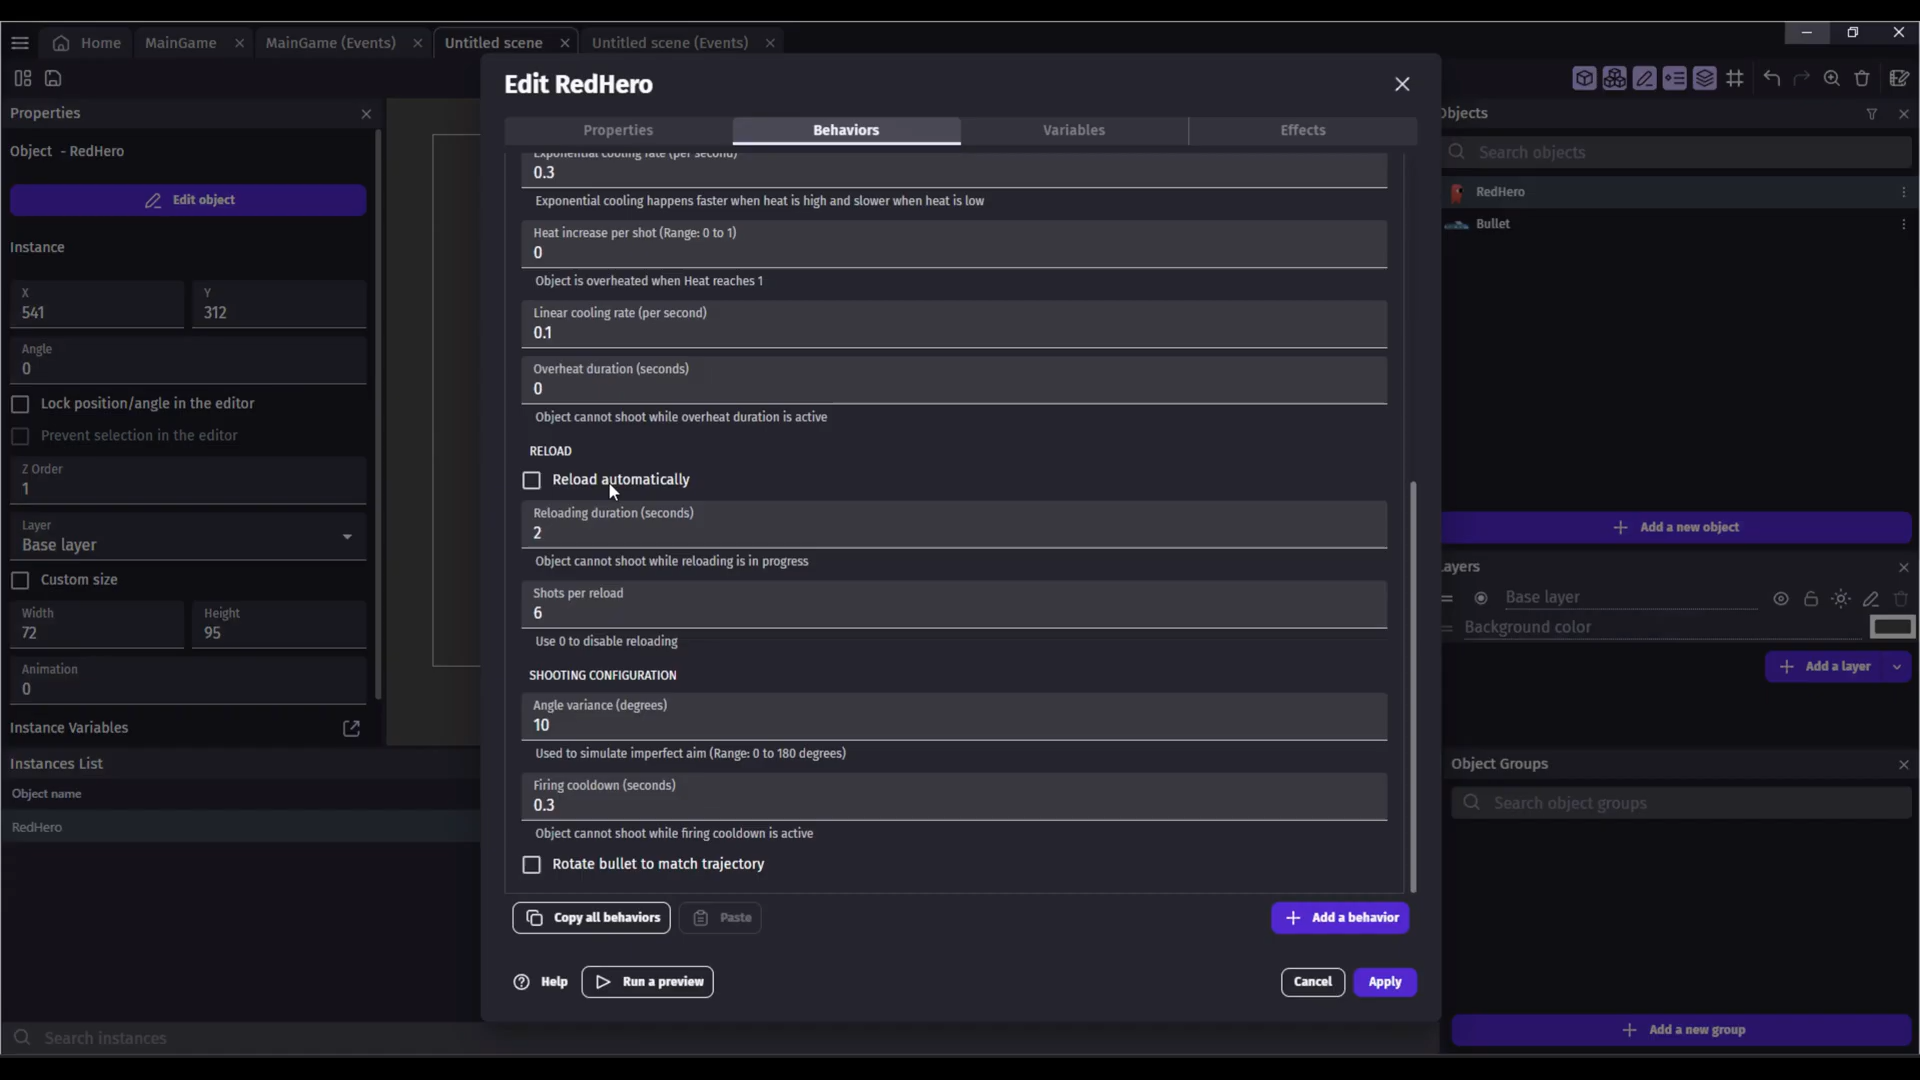 Home
MainGame
MainGame (Events)
Untitled scene
Untitled scene (Events)
Properties
Object - RedHero
Edit object
Instance
X
541
Y
312
Angle
0
Lock position/angle in the editor
Prevent selection in the editor
Z Order
1
Layer
Base layer
Custom size
Width
72
Height
95
Animation
0
Instance Variables
Instances List
Object name
RedHero
Search instances
Edit RedHero
Properties
Behaviors
Variables
Effects
Exponential cooling rate (per second)
0.3
Exponential cooling happens faster when heat is high and slower when heat is low
Heat increase per shot (Range: 0 to 1)
0
Object is overheated when Heat reaches 1
Linear cooling rate (per second)
0.1
Overheat duration (seconds)
0
Object cannot shoot while overheat duration is active
RELOAD
Reload automatically
Reloading duration (seconds)
2
Object cannot shoot while reloading is in progress
Shots per reload
6
Use 0 to disable reloading
SHOOTING CONFIGURATION
Angle variance (degrees)
10
Used to simulate imperfect aim (Range: 0 to 180 degrees)
Firing cooldown (seconds)
0.3
Object cannot shoot while firing cooldown is active
Rotate bullet to match trajectory
Copy all behaviors
Paste
Add a behavior
Help
Run a preview
Cancel
Apply
Objects
Search objects
RedHero
Bullet
Add a new object
ayers
Base layer
Background color
Add a layer
Object Groups
Search object groups
Add a new group